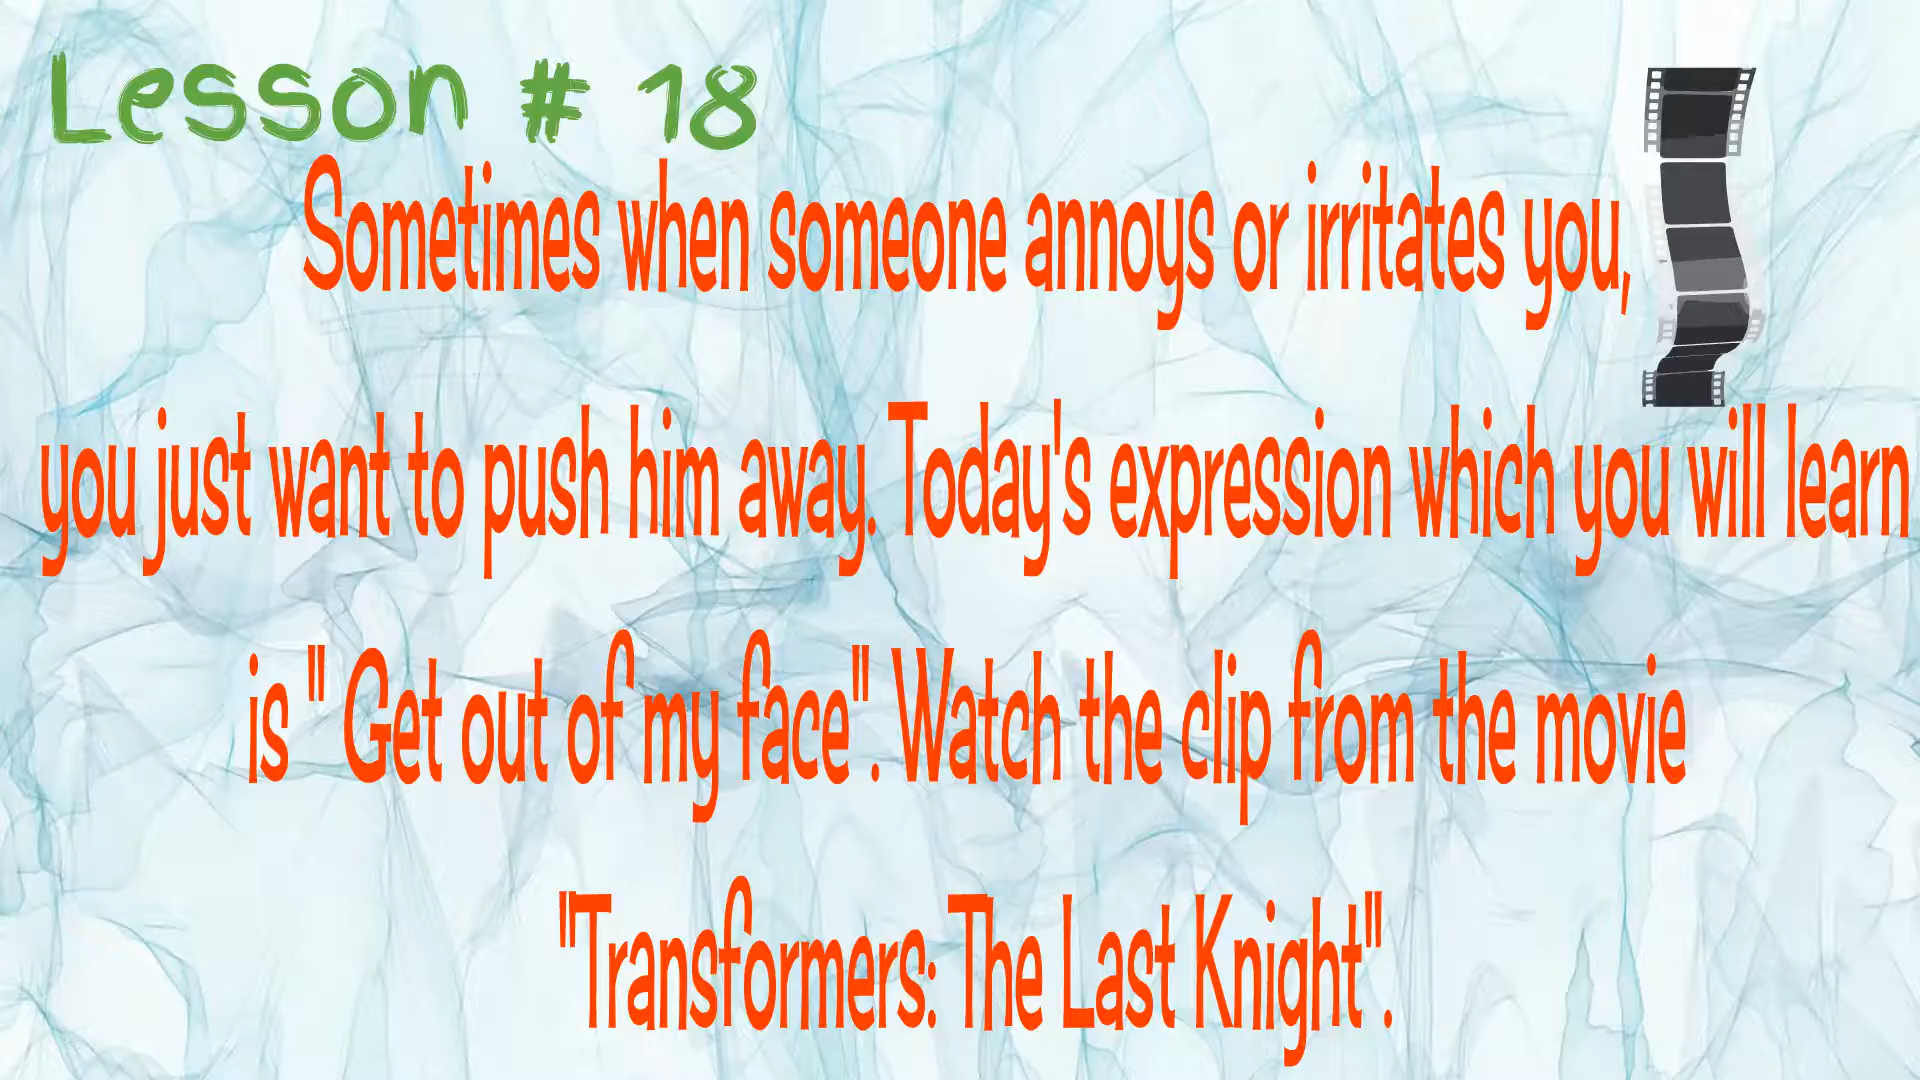 Lesson # 18
Sometimes when someone annoys or irritates you,
you just want to push him away. Today's expression which you will learn
is " Get out of my face". Watch the clip from the movie
"Transformers: The Last Knight".